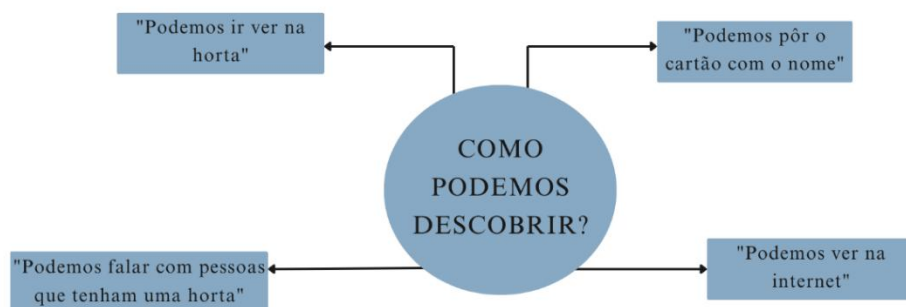 "Podemos ir ver na
horta"
"Podemos pôr o
cartão com o nome"
COMO
PODEMOS
DESCOBRIR?
"Podemos falar com pessoas
que tenham uma horta"
"Podemos ver na
internet"